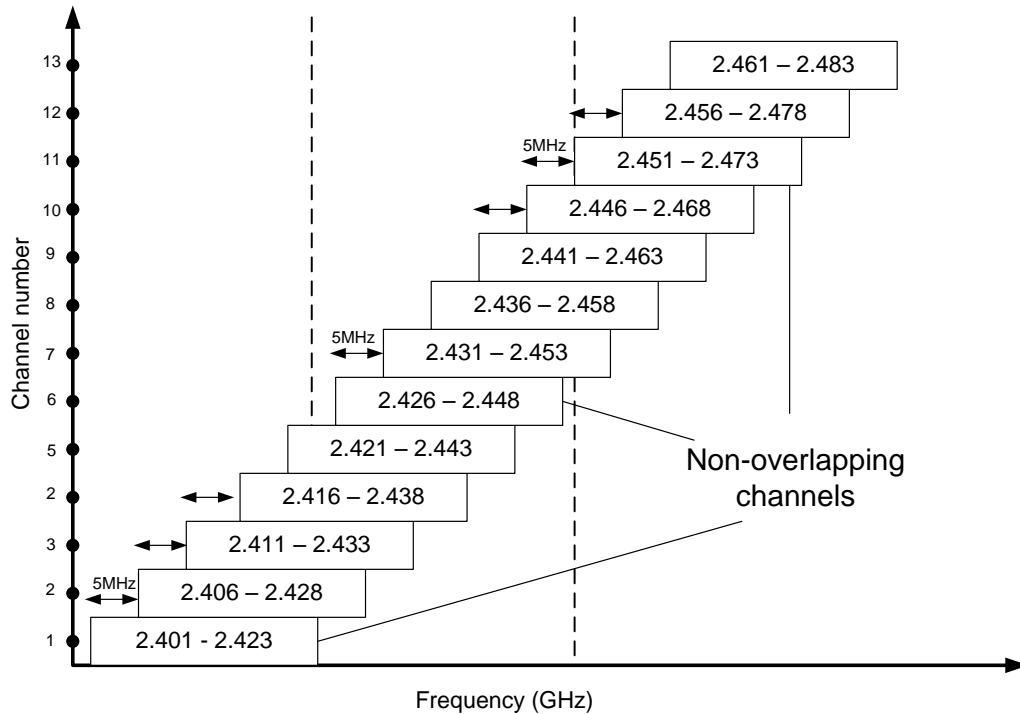 13
2.461 – 2.483
12
2.456 – 2.478
5MHz
11
2.451 – 2.473
10
2.446 – 2.468
9
2.441 – 2.463
8
2.436 – 2.458
5MHz
7
2.431 – 2.453
6
2.426 – 2.448
5
2.421 – 2.443
2
2.416 – 2.438
3
2.411 – 2.433
5MHz
2
2.406 – 2.428
1
2.401 - 2.423
Channel number
Non-overlapping
channels
Frequency (GHz)